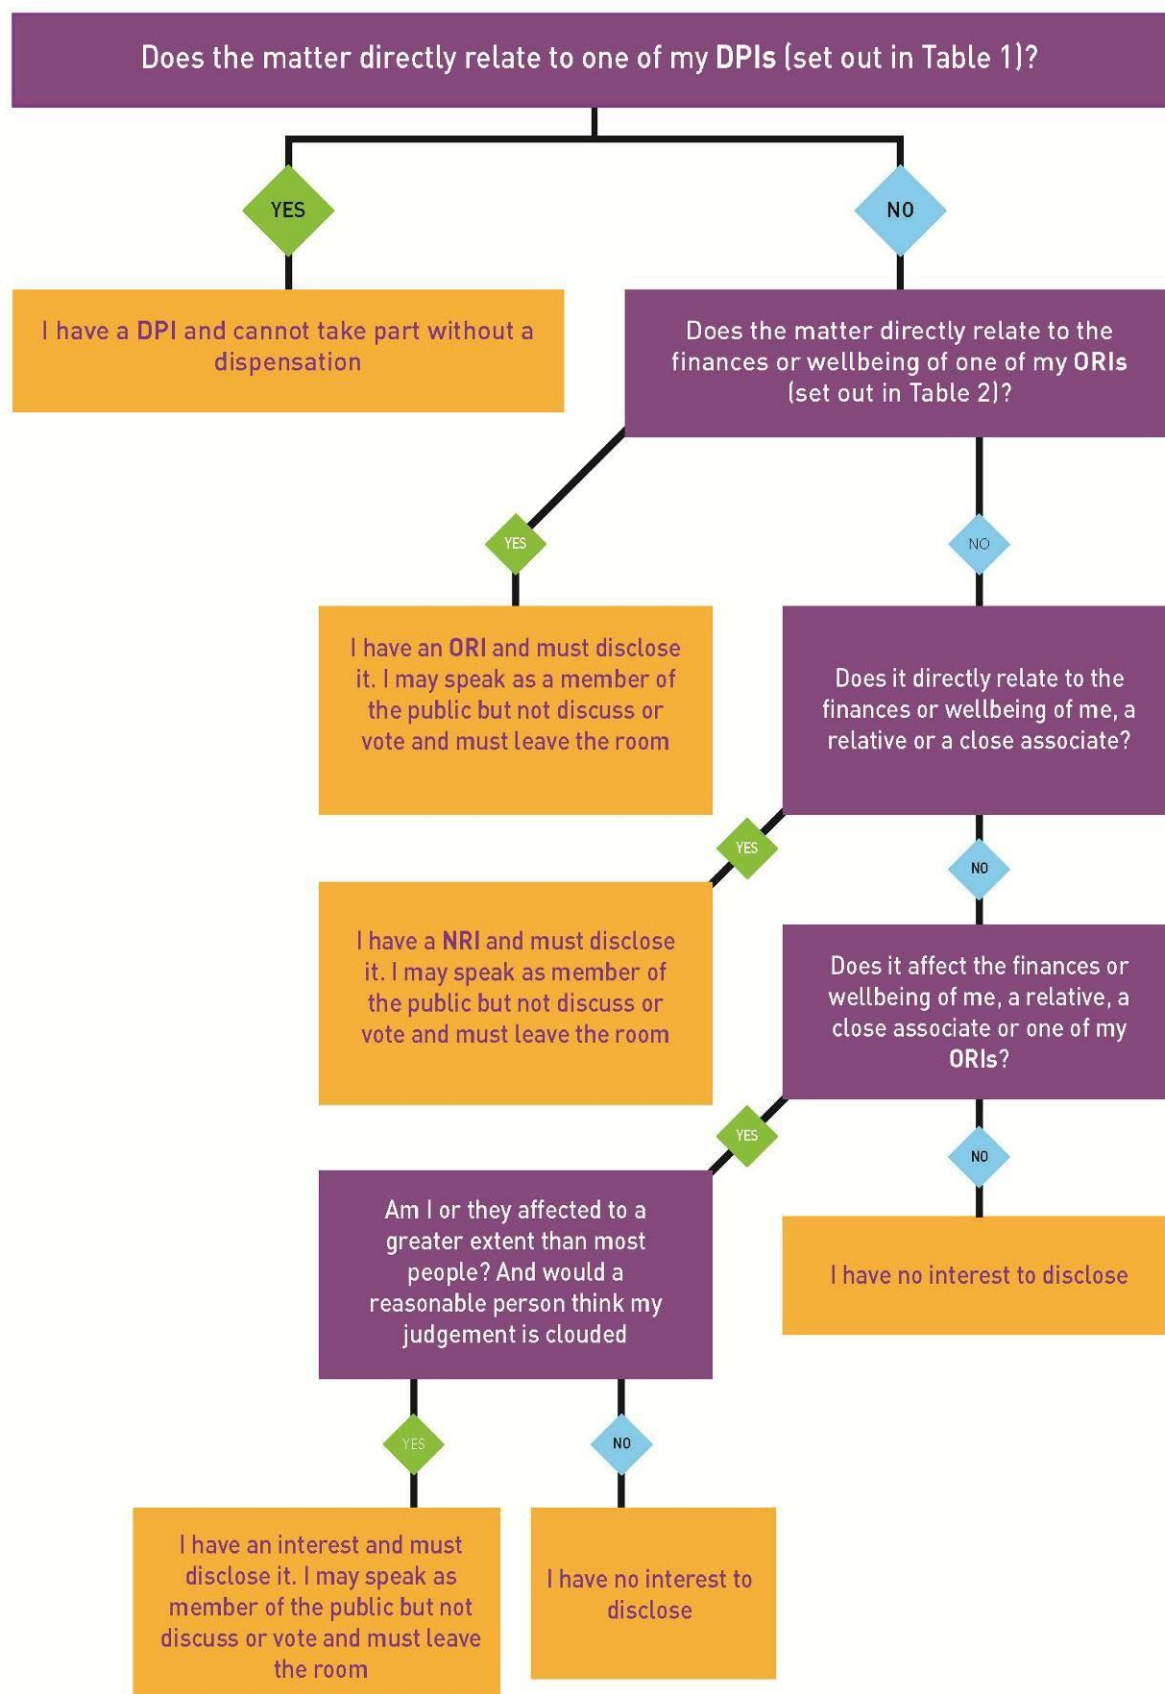 Does the matter directly relate to one of my DPIs (set out in Table 1)?
YES
NO
I have a DPI and cannot take part without a
dispensation
Does the matter directly relate to the
finances or wellbeing of one of my ORIs
(set out in Table 2)?
YES
NO
I have an ORI and must disclose
it. I may speak as a member of
the public but not discuss or
vote and must leave the room
Does it directly relate to the
finances or wellbeing of me, a
relative or a close associate?
YES
NO
I have a NRI and must disclose
it. I may speak as member of
the public but not discuss or
vote and must leave the room
Does it affect the finances or
wellbeing of me, a relative, a
close associate or one of my
ORIs?
YES
NO
Am I or they affected to a
greater extent than most
people? And would a
reasonable person think my
judgement is clouded
I have no interest to disclose
YES
NO
I have an interest and must
disclose it. I may speak as
member of the public but not
discuss or vote and must leave
the room
I have no interest to
disclose